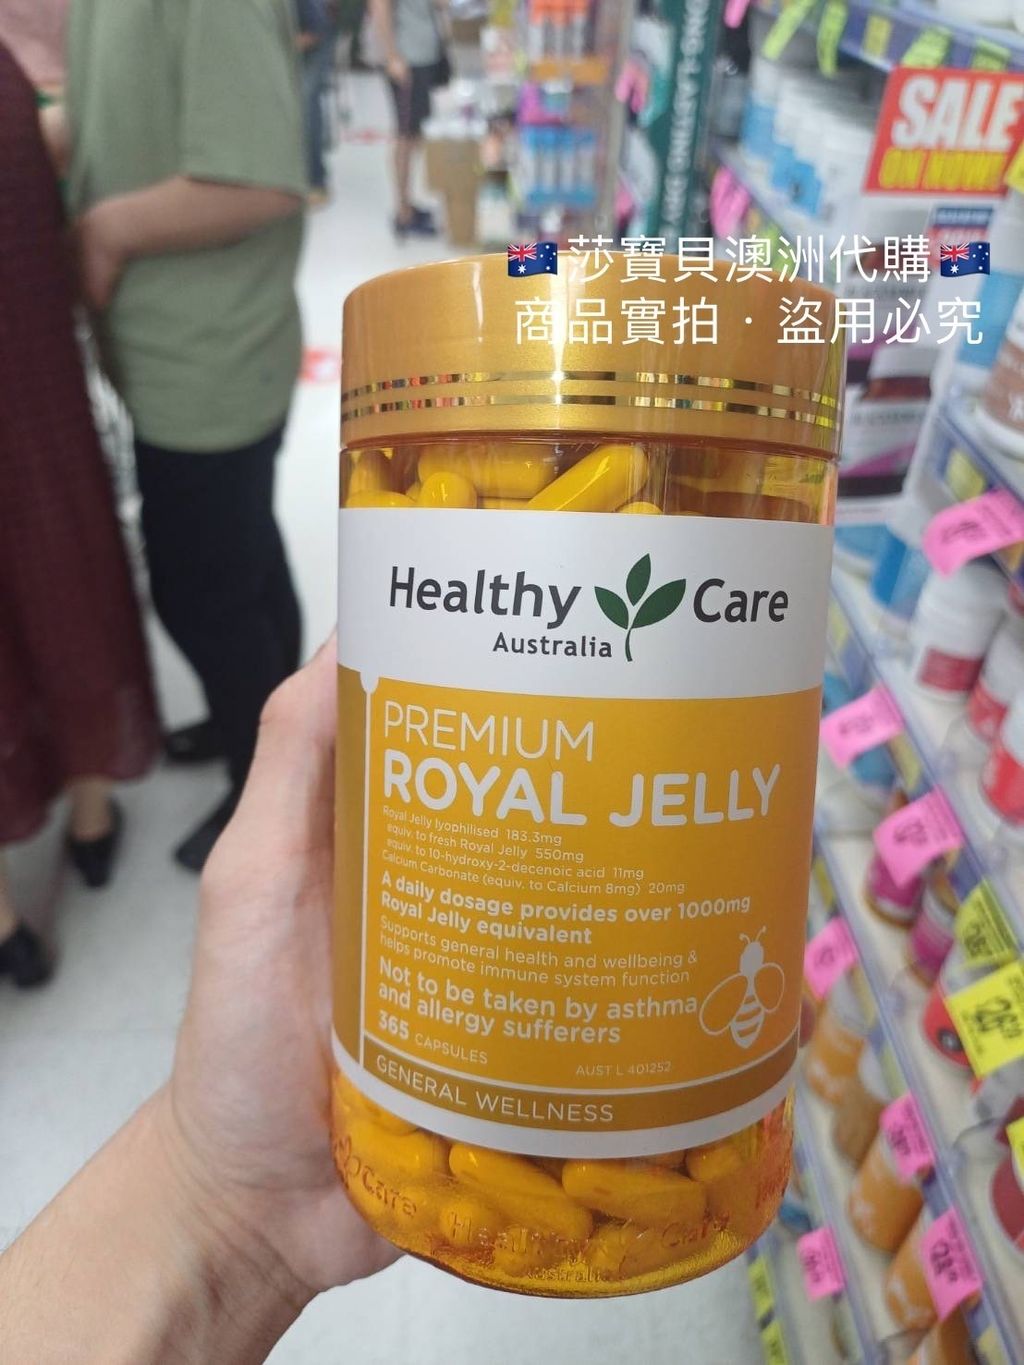 SALE
ON NOW!
🇦🇺莎寶貝澳洲代購🇦🇺
商品實拍·盜用必究
Healthy Care
Australia
PREMIUM
ROYAL JELLY
Royal Jelly lyophilised 183.3mg
equiv. to fresh Royal Jelly 550mg
equiv. to 10-hydroxy-2-decenoic acid 11mg
Calcium Carbonate (equiv. to Calcium 8mg) 20mg
A daily dosage provides over 1000mg
Royal Jelly equivalent
Supports general health and wellbeing &
helps promote immune system function
Not to be taken by asthma
and allergy sufferers
365 CAPSULES
AUST L 401252
GENERAL WELLNESS
Healthy Care
Australia